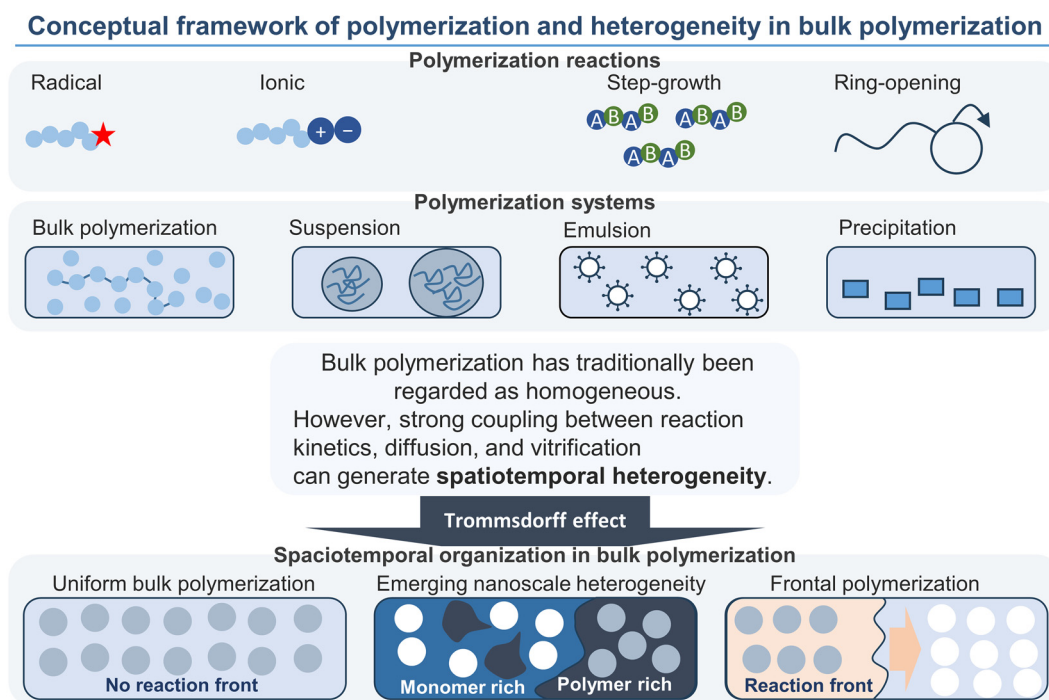 Conceptual framework of polymerization and heterogeneity in bulk polymerization
Polymerization reactions
Radical
Ionic
Step-growth
Ring-opening
+ −
A B A B
A B A B
A B A B
Polymerization systems
Bulk polymerization
Suspension
Emulsion
Precipitation
Bulk polymerization has traditionally been
regarded as homogeneous.
However, strong coupling between reaction
kinetics, diffusion, and vitrification
can generate spatiotemporal heterogeneity.
Trommsdorff effect
Spaciotemporal organization in bulk polymerization
Uniform bulk polymerization
Emerging nanoscale heterogeneity
Frontal polymerization
No reaction front
Monomer rich
Polymer rich
Reaction front